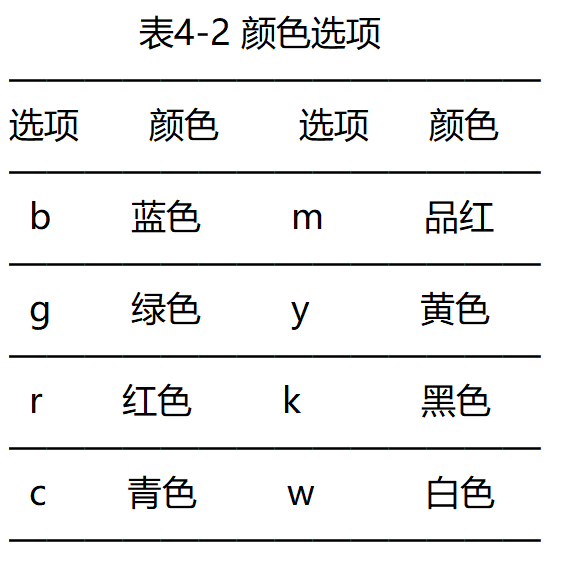 表4-2 颜色选项
选项 颜色 选项 颜色
b 蓝色 m 品红
g 绿色 y 黄色
r 红色 k 黑色
c 青色 w 白色